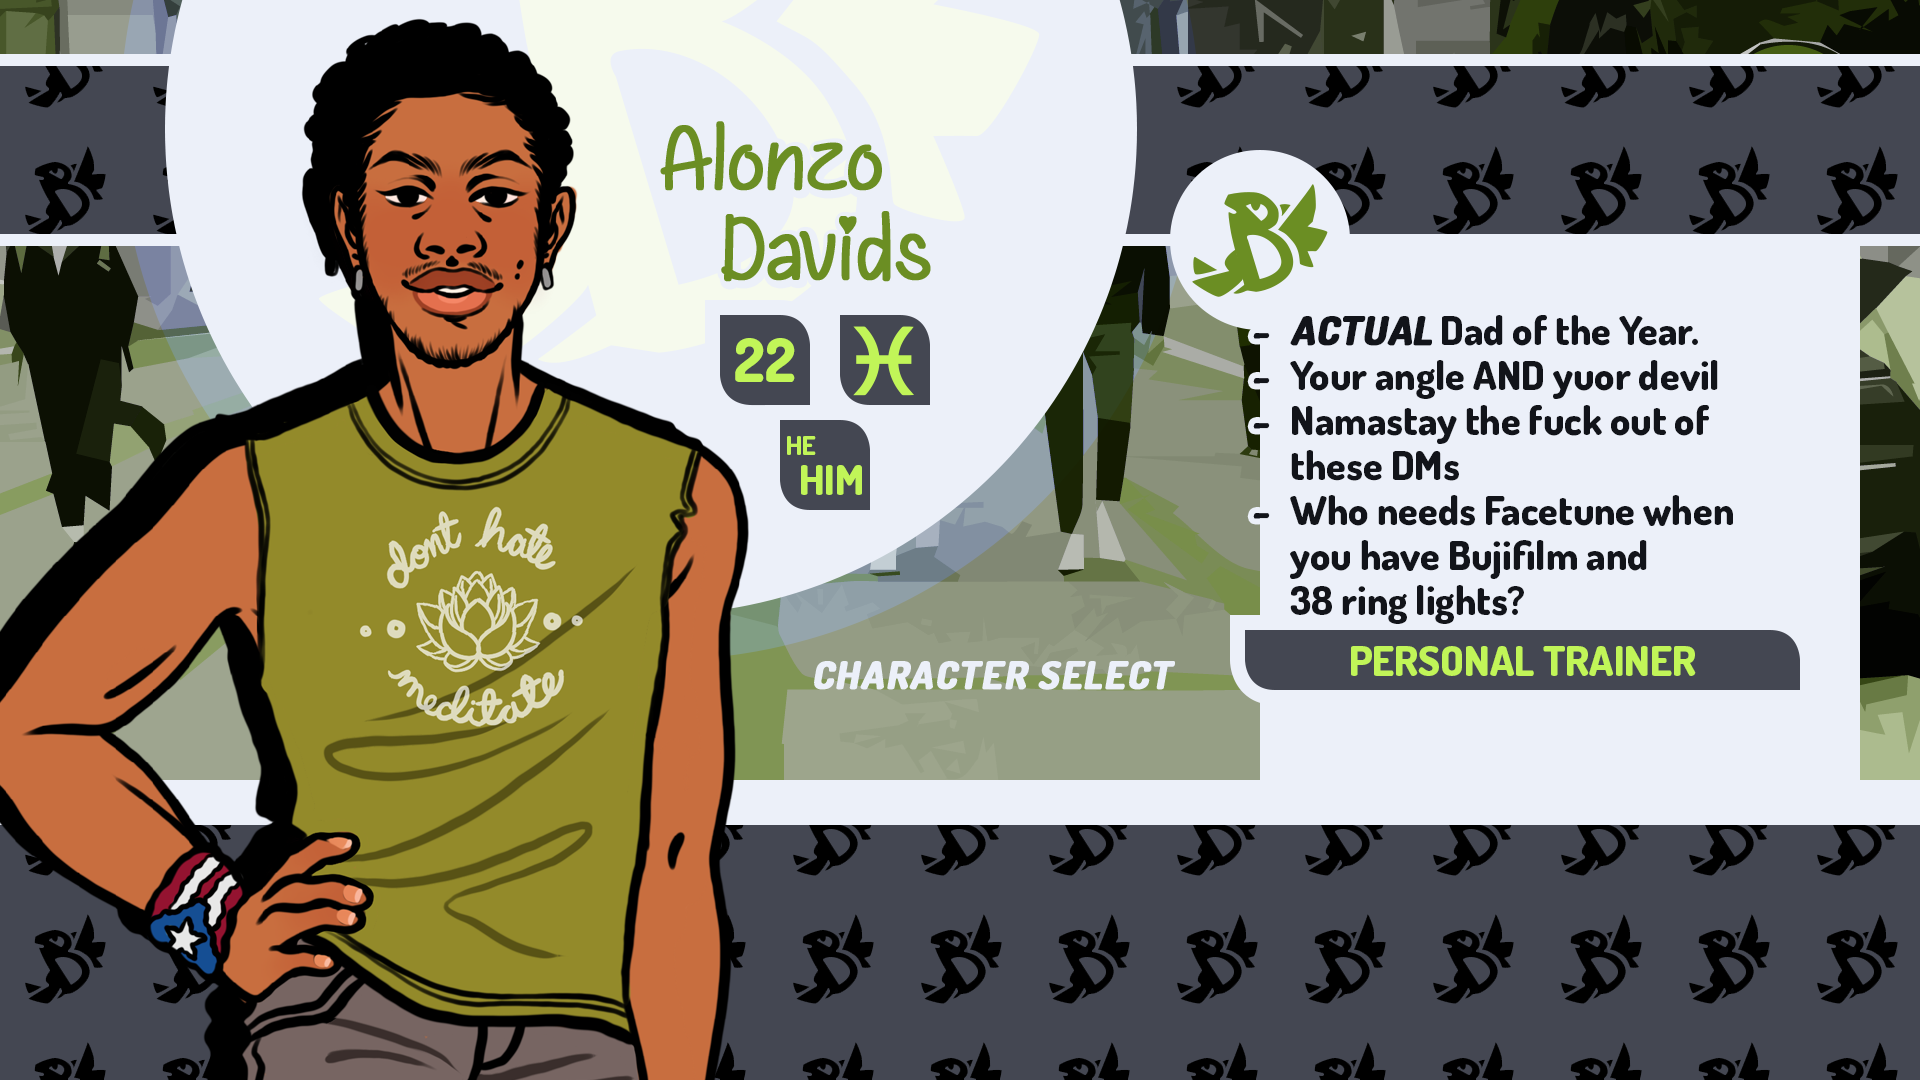 Alonzo
Davids
22
♓
HE
HIM
dont hate
meditate
CHARACTER SELECT
- ACTUAL Dad of the Year.
- Your angle AND yuor devil
- Namastay the fuck out of
these DMs
- Who needs Facetune when
you have Bujifilm and
38 ring lights?
PERSONAL TRAINER